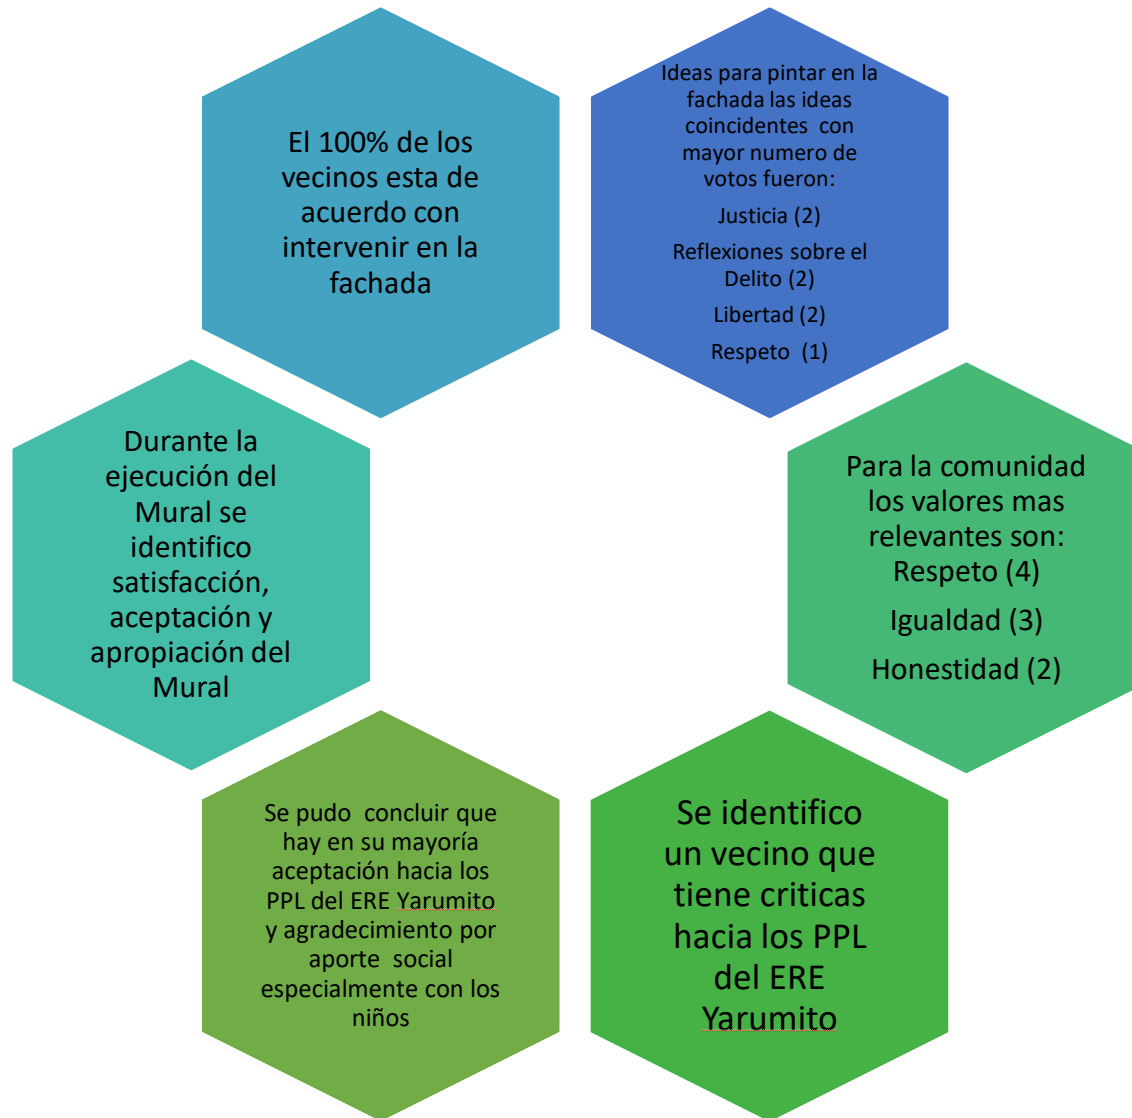 El 100% de los
vecinos esta de
acuerdo con
intervenir en la
fachada
Ideas para pintar en la
fachada las ideas
coincidentes con
mayor numero de
votos fueron:
Justicia (2)
Reflexiones sobre el
Delito (2)
Libertad (2)
Respeto (1)
Para la comunidad
los valores mas
relevantes son:
Respeto (4)
Igualdad (3)
Honestidad (2)
Se identifico
un vecino que
tiene criticas
hacia los PPL
del ERE
Yarumito
Se pudo concluir que
hay en su mayoría
aceptación hacia los
PPL del ERE Yarumito
y agradecimiento por
aporte social
especialmente con los
niños
Durante la
ejecución del
Mural se
identifico
satisfacción,
aceptación y
apropiación del
Mural